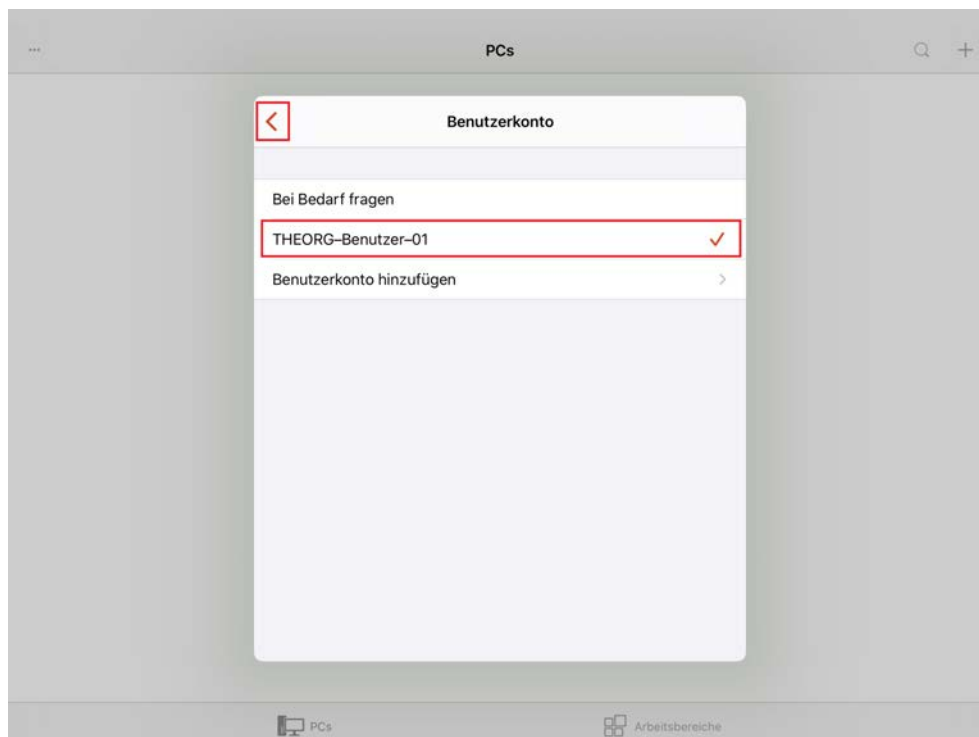 ...
PCs
Benutzerkonto
Bei Bedarf fragen
THEORG–Benutzer–01
Benutzerkonto hinzufügen
PCs
Arbeitsbereiche